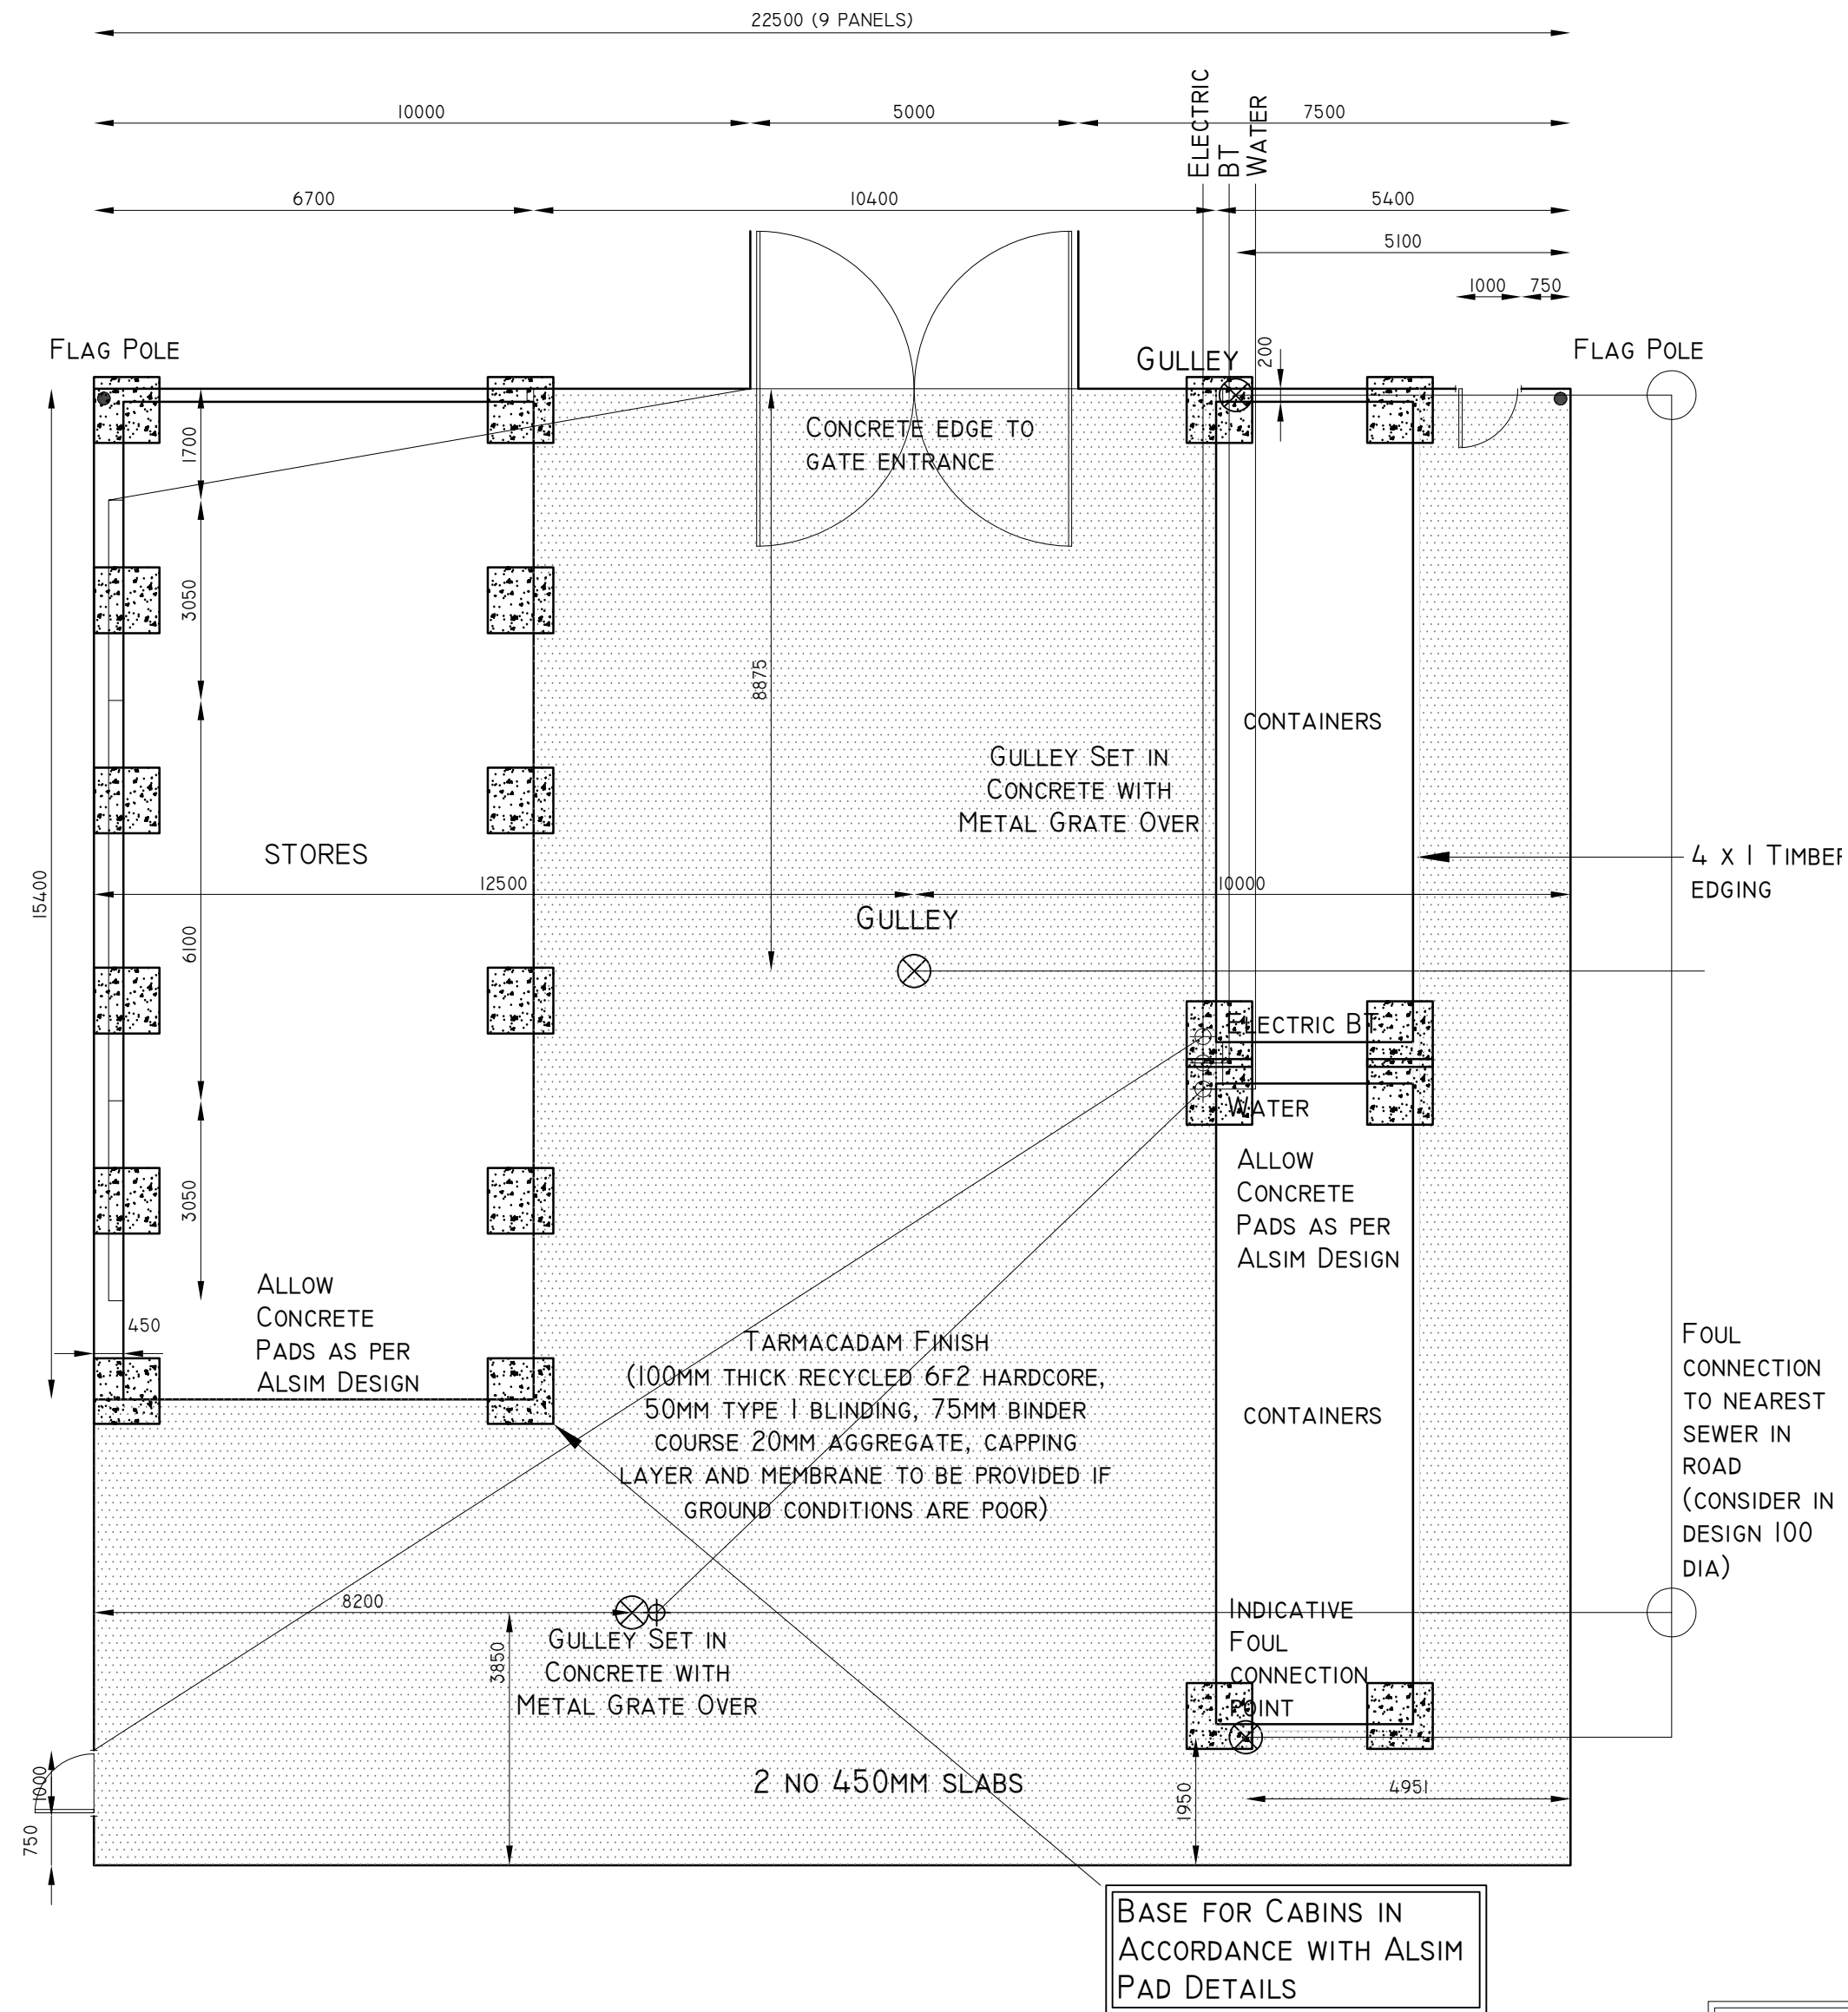 22500 (9 PANELS)
10000
5000
7500
ELECTRIC
BT
WATER
6700
10400
5400
5100
1000
750
FLAG POLE
GULLEY
200
FLAG POLE
CONCRETE EDGE TO
GATE ENTRANCE
1700
3050
8875
CONTAINERS
GULLEY SET IN
CONCRETE WITH
METAL GRATE OVER
STORES
4 X 1 TIMBER
EDGING
15400
12500
10000
GULLEY
6100
ELECTRIC BT
WATER
ALLOW
CONCRETE
PADS AS PER
ALSIM DESIGN
3050
ALLOW
CONCRETE
PADS AS PER
ALSIM DESIGN
450
TARMACADAM FINISH
(100MM THICK RECYCLED 6F2 HARDCORE,
50MM TYPE 1 BLINDING, 75MM BINDER
COURSE 20MM AGGREGATE, CAPPING
LAYER AND MEMBRANE TO BE PROVIDED IF
GROUND CONDITIONS ARE POOR)
CONTAINERS
FOUL
CONNECTION
TO NEAREST
SEWER IN
ROAD
(CONSIDER IN
DESIGN 100
DIA)
8200
3850
GULLEY SET IN
CONCRETE WITH
METAL GRATE OVER
INDICATIVE
FOUL
CONNECTION
POINT
1000
750
2 NO 450MM SLABS
1950
4951
BASE FOR CABINS IN
ACCORDANCE WITH ALSIM
PAD DETAILS